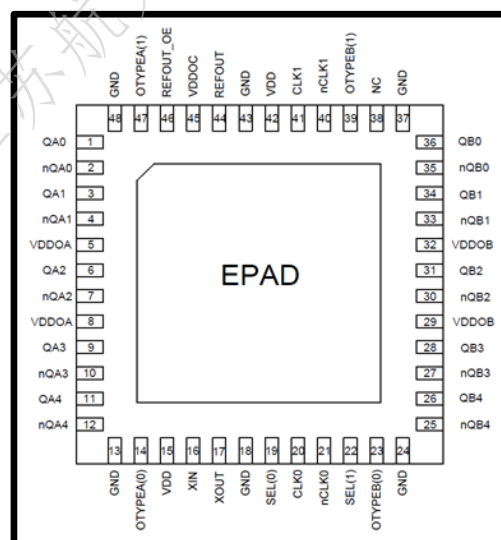 GND
OTYPEA(1)
REFOUT_OE
VDDOC
REFOUT
GND
VDD
CLK1
nCLK1
OTYPEB(1)
NC
GND
48 47 46 45 44 43 42 41 40 39 38 37
QA0 1 36 QB0
nQA0 2 35 nQB0
QA1 3 34 QB1
nQA1 4 33 nQB1
VDDOA 5 32 VDDOB
QA2 6 31 QB2
EPAD
nQA2 7 30 nQB2
VDDOA 8 29 VDDOB
QA3 9 28 QB3
nQA3 10 27 nQB3
QA4 11 26 QB4
nQA4 12 25 nQB4
13 14 15 16 17 18 19 20 21 22 23 24
GND
OTYPEA(0)
VDD
XIN
XOUT
GND
SEL(0)
CLK0
nCLK0
SEL(1)
OTYPEB(0)
GND
苏航